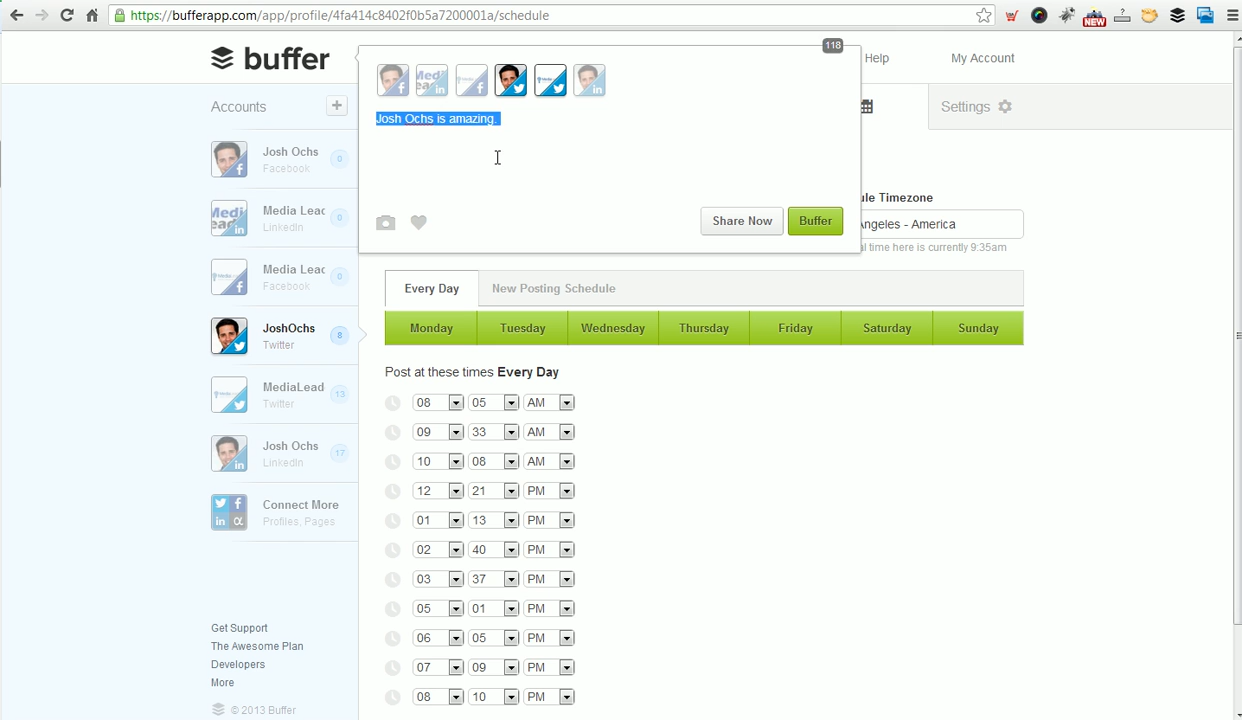 https://bufferapp.com/app/profile/4fa414c8402f0b5a7200001a/schedule
NEW
?
buffer
118
Help
My Account
Accounts
+
Settings
Josh Ochs is amazing.
Josh Ochs
Facebook
0
Media Lead
LinkedIn
0
Media Lead
Facebook
0
JoshOchs
Twitter
8
MediaLead
Twitter
13
Josh Ochs
LinkedIn
17
Connect More
Profiles, Pages
Share Now
Buffer
ule Timezone
Angeles - America
al time here is currently 9:35am
Every Day
New Posting Schedule
Monday
Tuesday
Wednesday
Thursday
Friday
Saturday
Sunday
Post at these times Every Day
08 05 AM
09 33 AM
10 08 AM
12 21 PM
01 13 PM
02 40 PM
03 37 PM
05 01 PM
06 05 PM
07 09 PM
08 10 PM
Get Support
The Awesome Plan
Developers
More
© 2013 Buffer